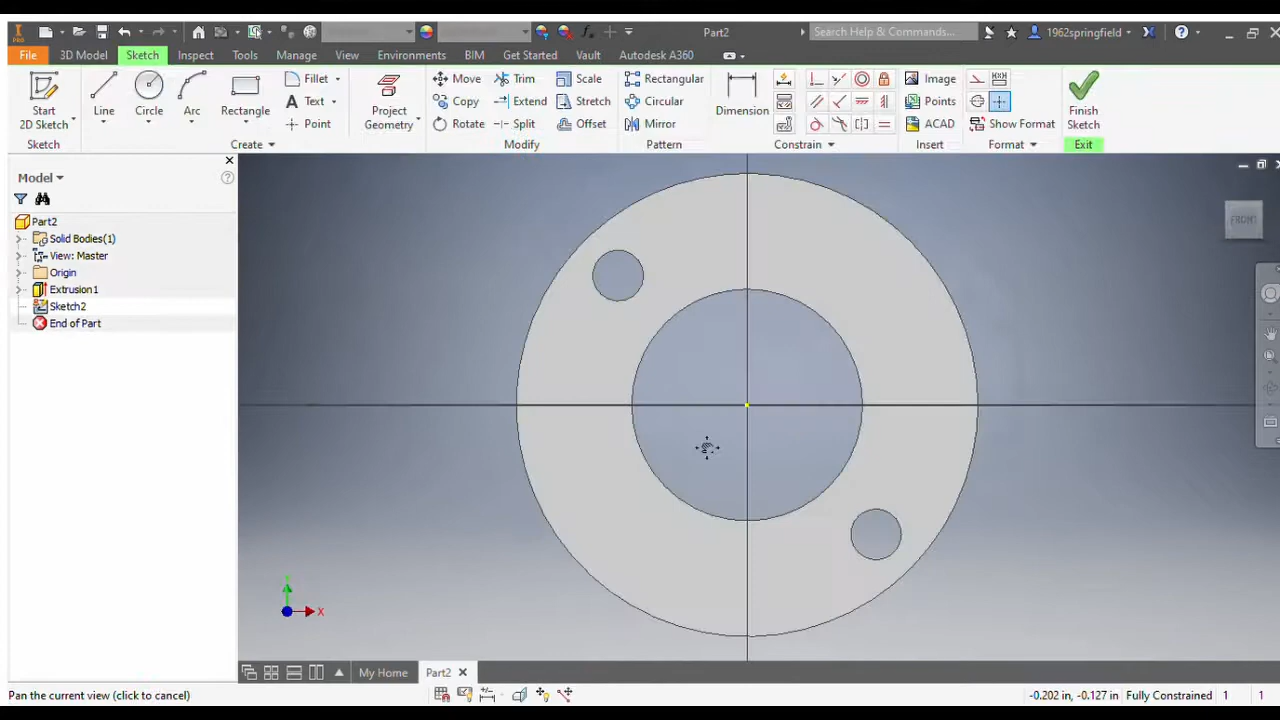 PRO
Part2
Search Help & Commands...
1962springfield
File
3D Model
Sketch
Inspect
Tools
Manage
View
Environments
BIM
Get Started
Vault
Autodesk A360
Start
2D Sketch
Line
Circle
Arc
Rectangle
Fillet
Text
Point
Project
Geometry
Move
Copy
Rotate
Trim
Extend
Split
Scale
Stretch
Offset
Rectangular
Circular
Mirror
Dimension
Image
Points
ACAD
Show Format
Finish
Sketch
Sketch
Create
Modify
Pattern
Constrain
Insert
Format
Exit
Model
Part2
Solid Bodies(1)
View: Master
Origin
Extrusion1
Sketch2
End of Part
FRONT
Y
X
My Home
Part2
Pan the current view (click to cancel)
-0.202 in, -0.127 in
Fully Constrained
1
1